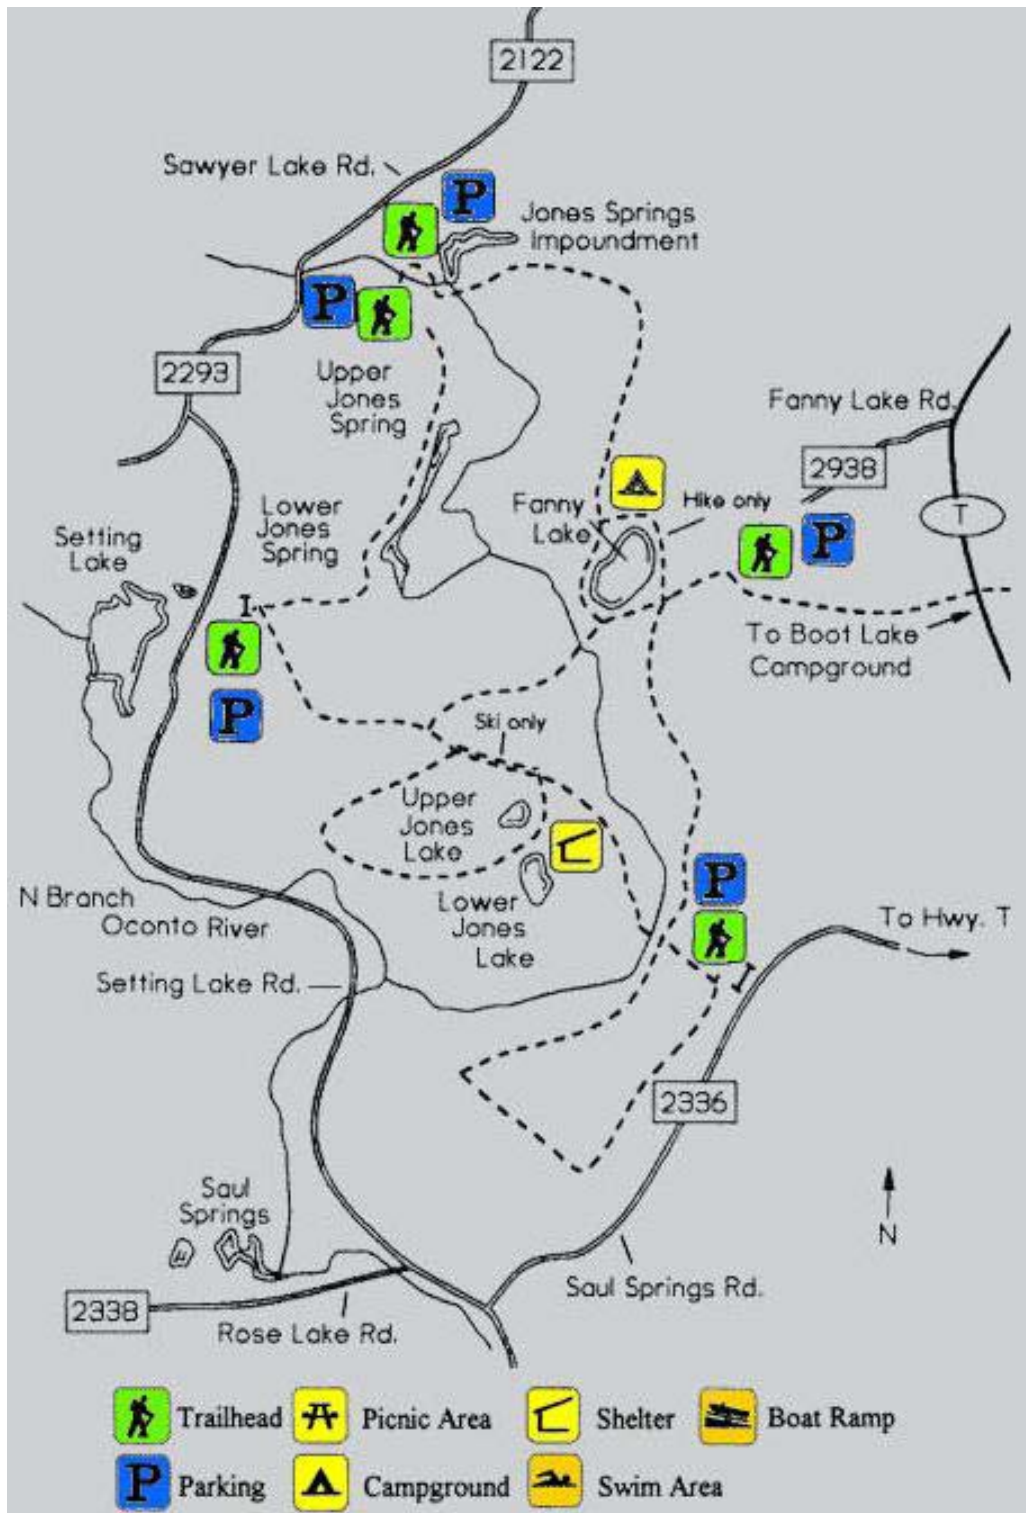 2122
Sawyer Lake Rd.
P
Jones Springs
Impoundment
P
2293
Upper
Jones
Spring
Fanny Lake Rd.
2938
Fanny
Lake
Hike only
P
T
Lower
Jones
Spring
Setting
Lake
To Boot Lake
Campground
P
Ski only
Upper
Jones
Lake
P
N Branch
Oconto River
Lower
Jones
Lake
To Hwy. T
Setting Lake Rd.
2336
Saul
Springs
N
Saul Springs Rd.
2338
Rose Lake Rd.
Trailhead
Picnic Area
Shelter
Boat Ramp
P
Parking
Campground
Swim Area